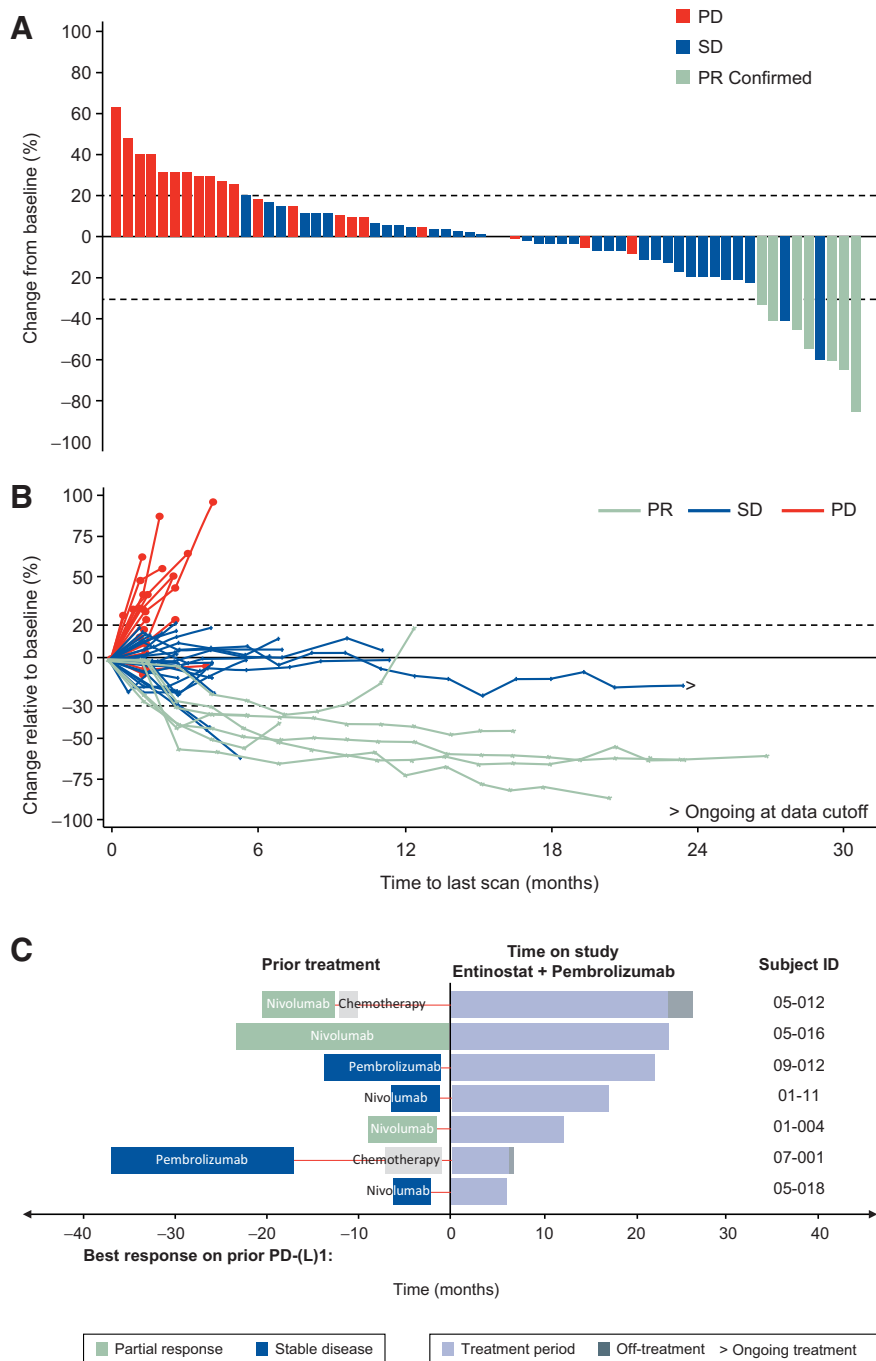 A
100
80
60
40
20
0
20
−40
−60
−80
−100
Change from baseline (%)
PD
SD
PR Confirmed
B
100
75
50
20
0
−30
−50
−75
−100
Change relative to baseline (%)
PR SD PD
>
> Ongoing at data cutoff
0 6 12 18 24 30
Time to last scan (months)
C
Prior treatment
Time on study
Entinostat + Pembrolizumab
Subject ID
Nivolumab Chemotherapy 05-012
Nivolumab 05-016
Pembrolizumab 09-012
Nivolumab 01-11
Nivolumab 01-004
Pembrolizumab Chemotherapy 07-001
Nivolumab 05-018
−40 −30 −20 −10 0 10 20 30 40
Best response on prior PD-(L)1:
Time (months)
Partial response Stable disease
Treatment period Off-treatment > Ongoing treatment